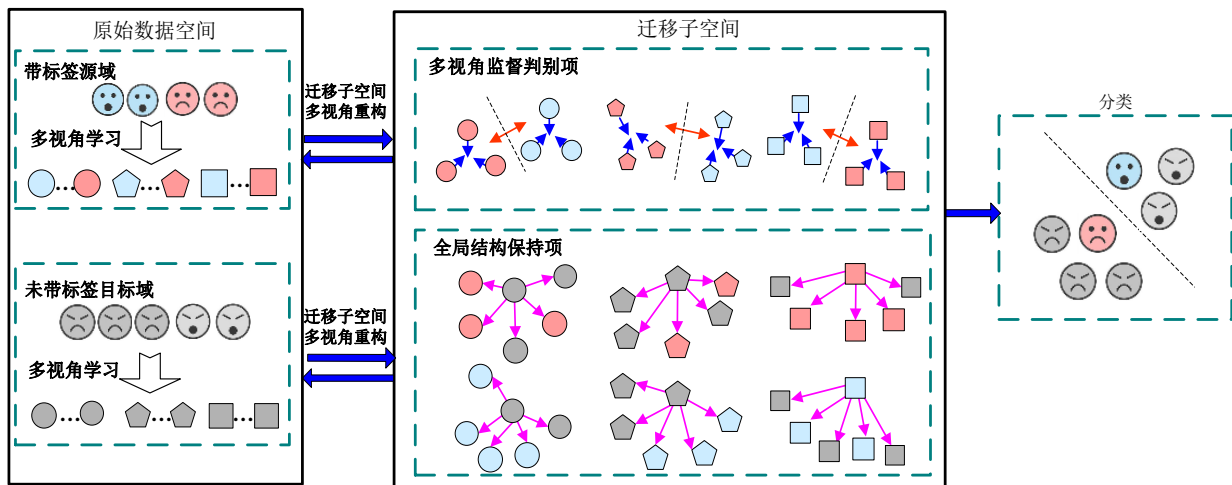 原始数据空间
带标签源域
多视角学习
...
...
...
未带标签目标域
多视角学习
...
...
...
迁移子空间
多视角重构
迁移子空间
多视角重构
迁移子空间
多视角监督判别项
全局结构保持项
分类